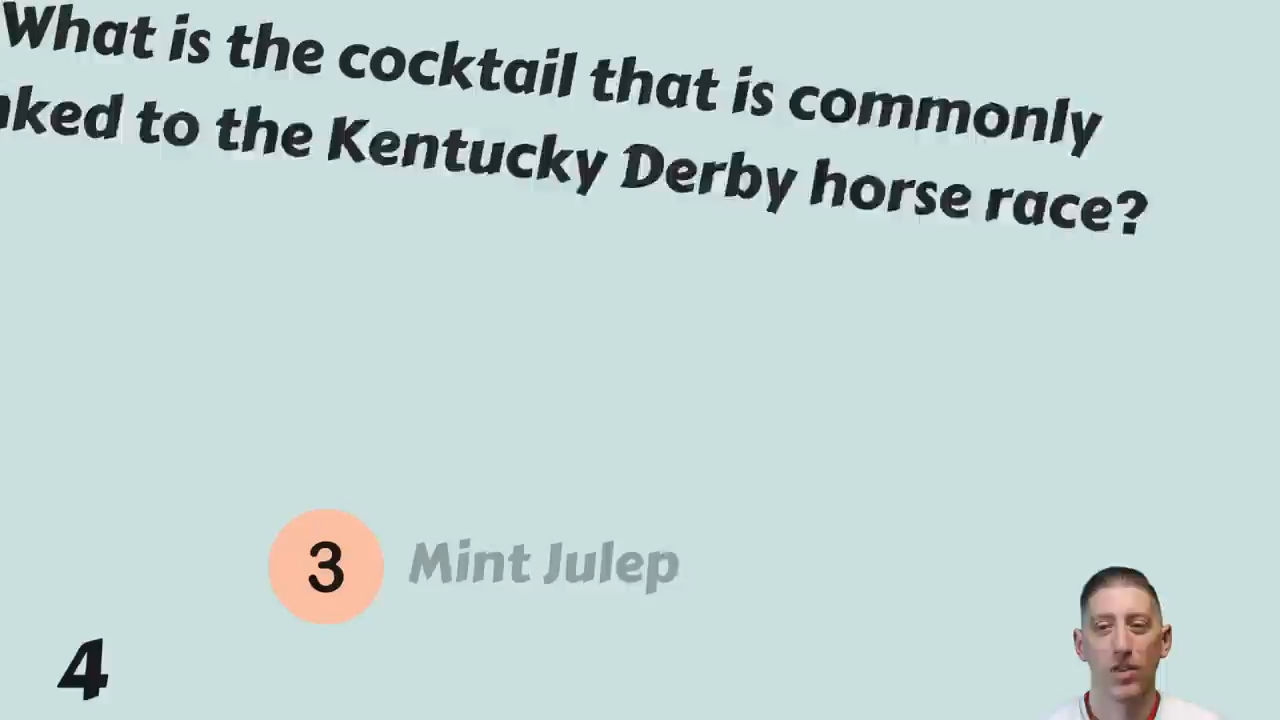 What is the cocktail that is commonly
to the Kentucky Derby horse race?
3 Mint Julep
4